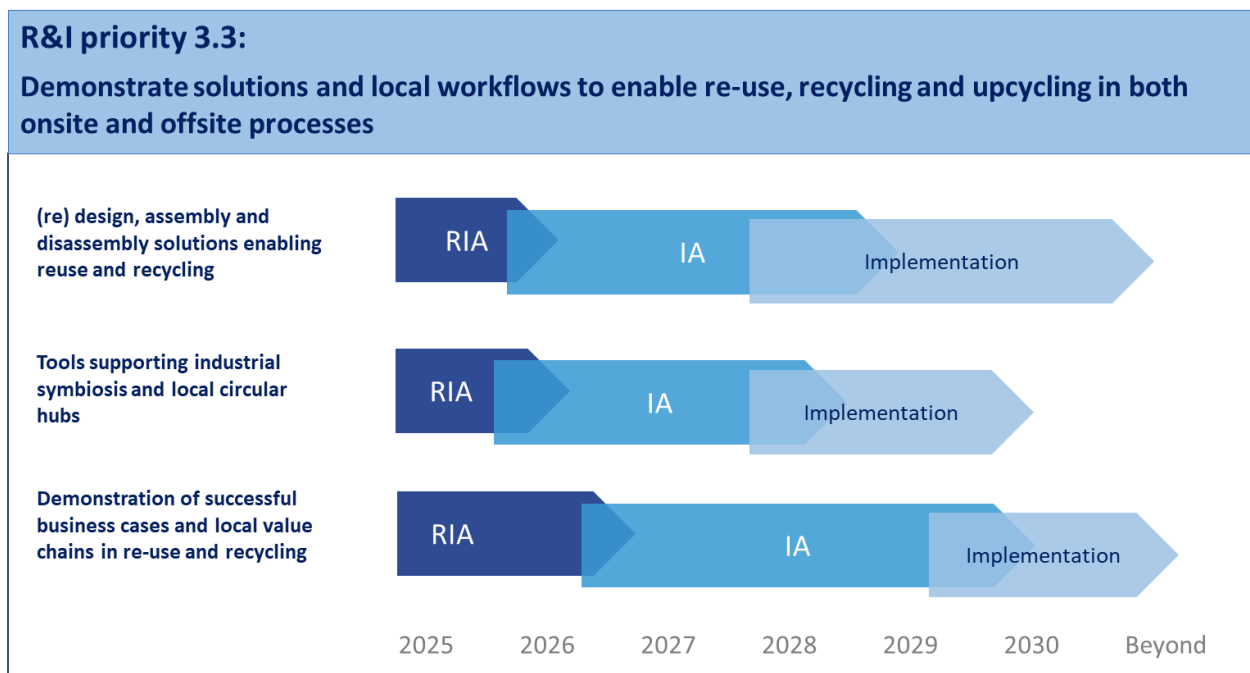 R&I priority 3.3:
Demonstrate solutions and local workflows to enable re-use, recycling and upcycling in both
onsite and offsite processes
(re) design, assembly and
disassembly solutions enabling
reuse and recycling
RIA
IA
Implementation
Tools supporting industrial
symbiosis and local circular
hubs
RIA
IA
Implementation
Demonstration of successful
business cases and local value
chains in re-use and recycling
RIA
IA
Implementation
2025 2026 2027 2028 2029 2030 Beyond